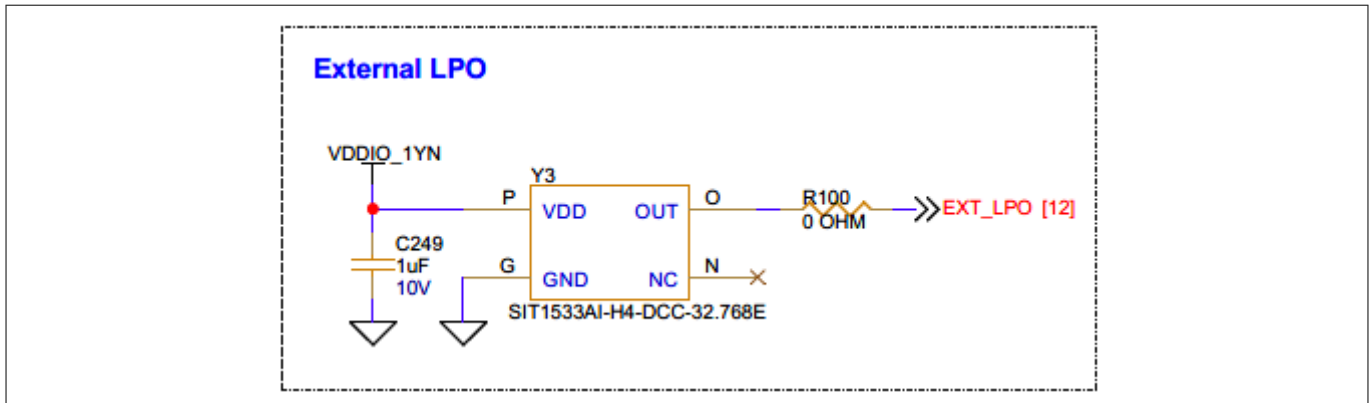 External LPO
VDDIO_1YN
Y3
P
VDD
OUT
O
R100
0 OHM
EXT_LPO [12]
C249
1uF
10V
G
GND
NC
N
SIT1533AI-H4-DCC-32.768E